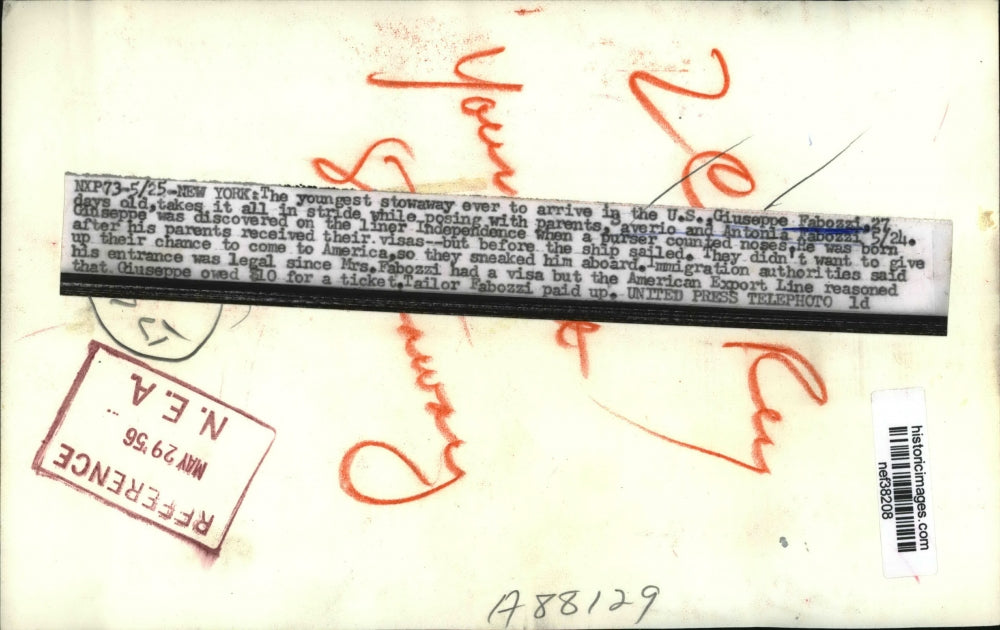 NXP73-5/25-NEW YORK:The youngest stowaway ever to arrive in the U.S.,Giuseppe Fabozzi,27
days old,takes it all in stride while posing with parents, averio and Antoni Fabozzi 5/24.
Giuseppe was discovered on the liner Independence when a purser counted noses.He was born
after his parents received their visas--but before the ship sailed. They didn't want to give
up their chance to come to America,so they sneaked him aboard.-mmigration authorities said
his entrance was legal since Mrs.Fabozzi had a visa but the American Export Line reasoned
that Giuseppe owed $10 for a ticket.Tailor Fabozzi paid up. UNITED PRESS TELEPHOTO ld
REFERENCE
MAY 29 '56
N. E. A.
historicimages.com
nef38208
A88129